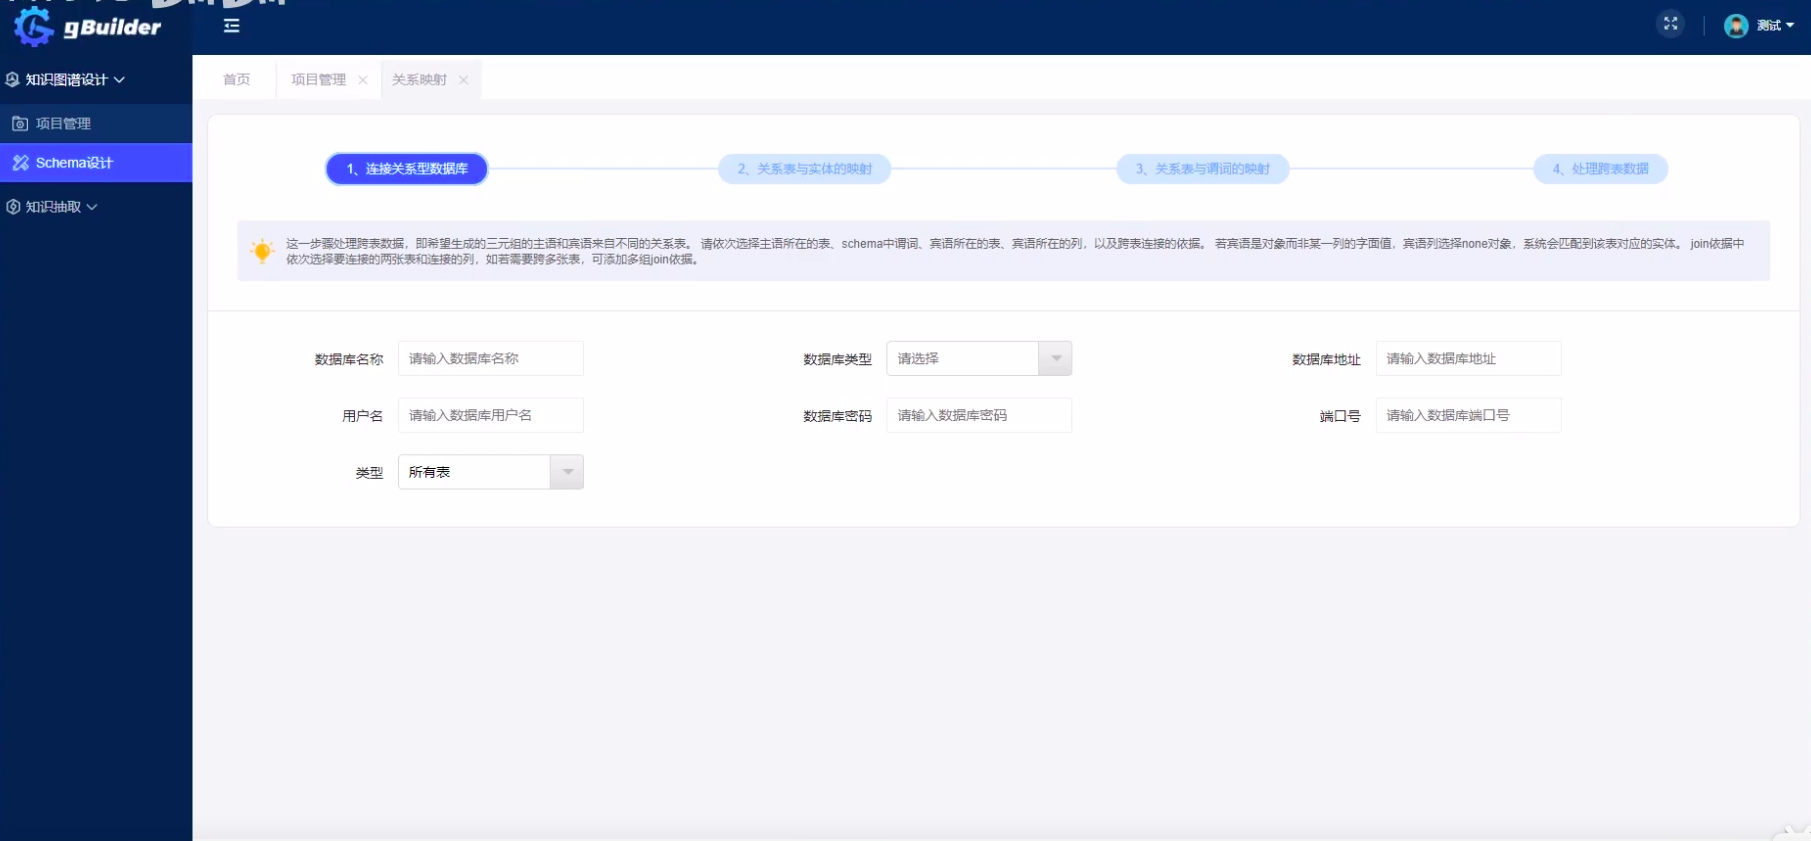 gBuilder
测试
知识图谱设计
项目管理
Schema设计
知识抽取
首页
项目管理
关系映射
1、连接关系型数据库
2、关系表与实体的映射
3、关系表与谓词的映射
4、处理跨表数据
这一步骤处理跨表数据，即希望生成的三元组的主语和宾语来自不同的关系表。 请依次选择主语所在的表、schema中谓词、宾语所在的表、宾语所在的列，以及跨表连接的依据。 若宾语是对象而非某一列的字面值，宾语列选择none对象，系统会匹配到该表对应的实体。 join依据中
依次选择要连接的两张表和连接的列，如若需要跨多张表，可添加多组join依据。
数据库名称 请输入数据库名称
数据库类型 请选择
数据库地址 请输入数据库地址
用户名 请输入数据库用户名
数据库密码 请输入数据库密码
端口号 请输入数据库端口号
类型 所有表